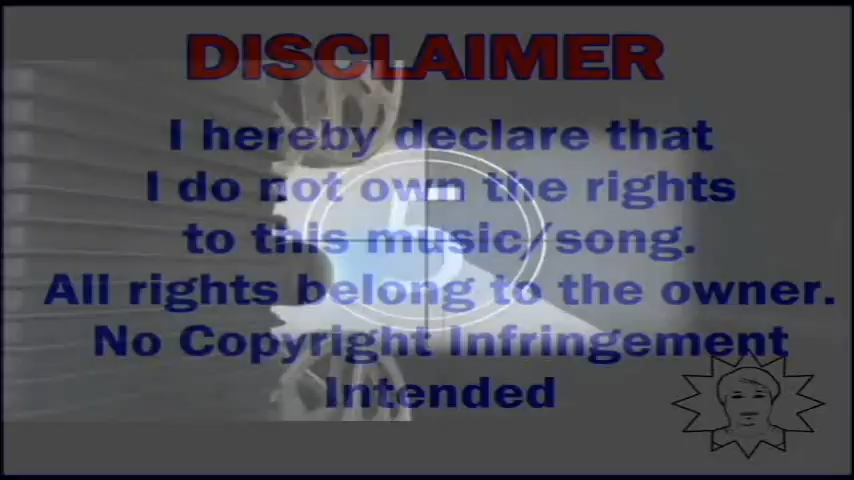 DISCLAIMER
I hereby declare that
I do not own the rights
to this music/song.
All rights belong to the owner.
No Copyright Infringement
Intended
5